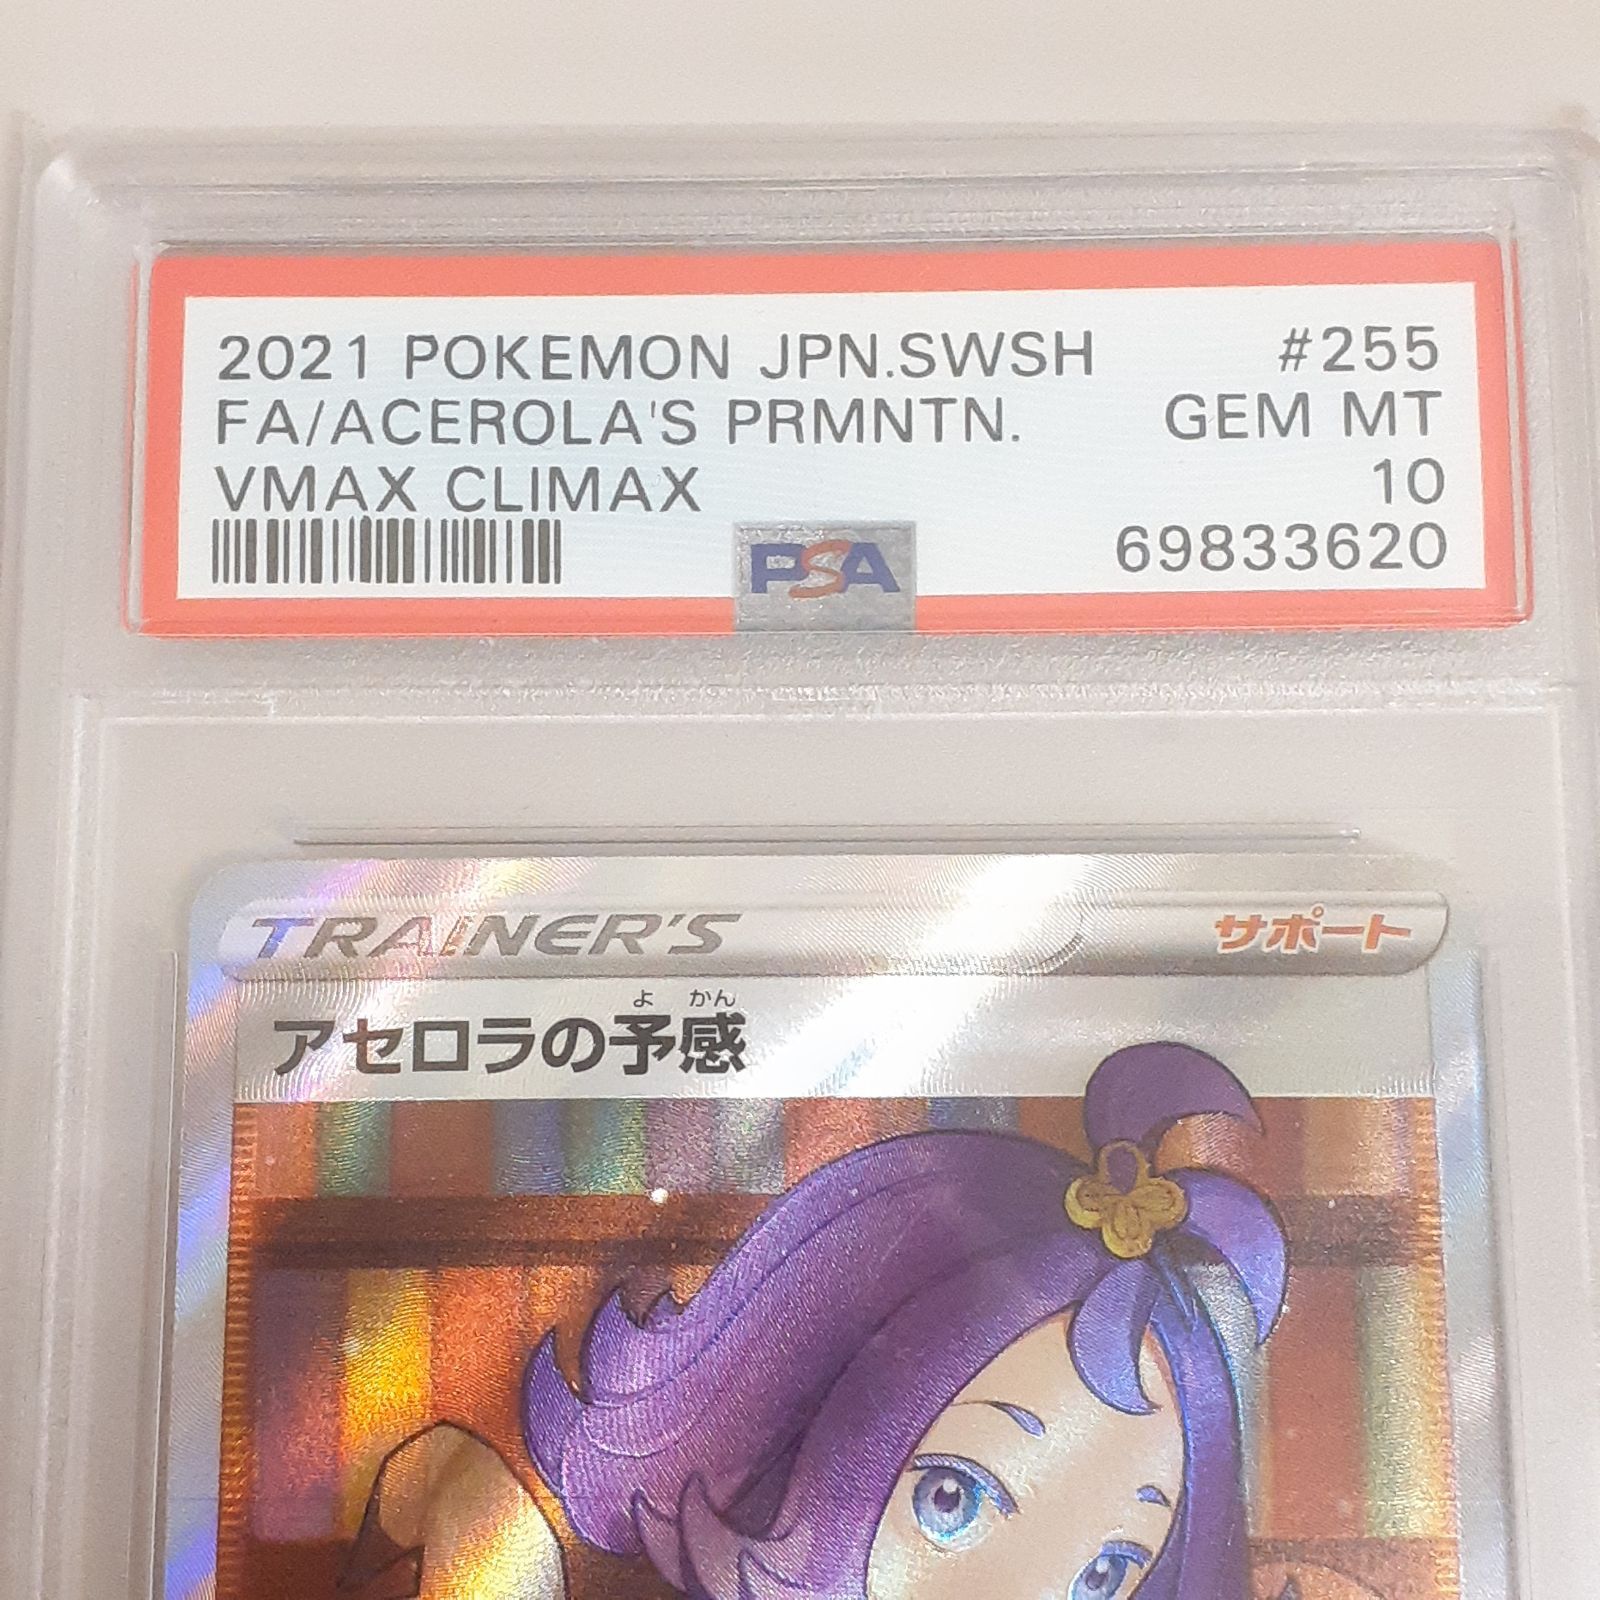 2021 POKEMON JPN.SWSH #255
FA/ACEROLA'S PRMNTN. GEM MT
VMAX CLIMAX 10
PSA 69833620
TRAINER'S サポート
よ かん
アセロラの予感